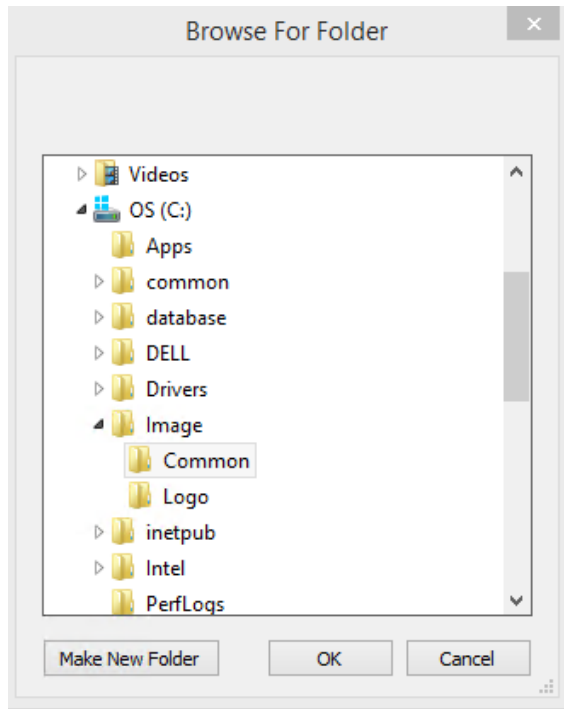 Browse For Folder
Videos
OS (C:)
Apps
common
database
DELL
Drivers
Image
Common
Logo
inetpub
Intel
PerfLogs
Make New Folder OK Cancel